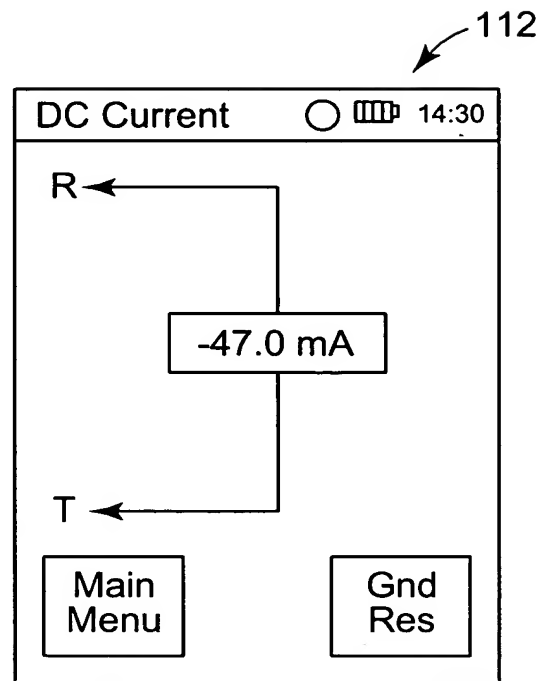 112
DC Current 14:30
R
-47.0 mA
T
Main
Menu
Gnd
Res